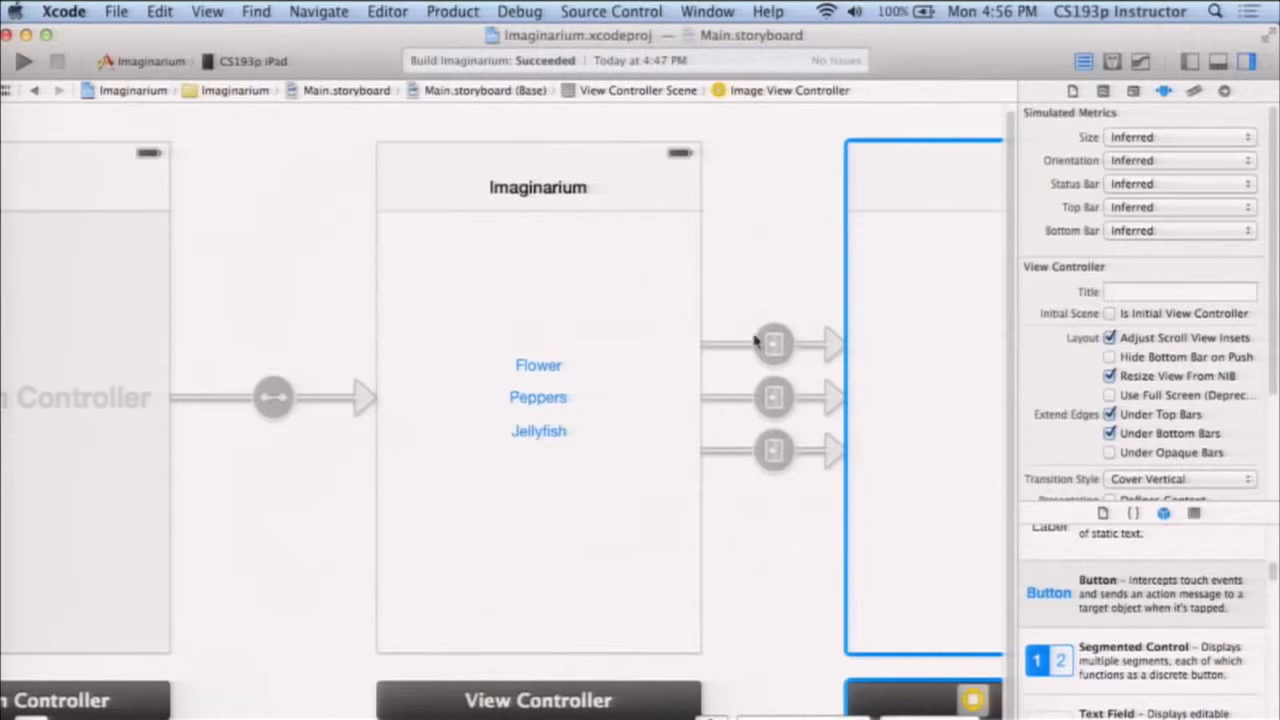 Xcode File Edit View Find Navigate Editor Product Debug Source Control Window Help 100% Mon 4:56 PM CS193p Instructor
Imaginarium.xcodeproj — Main.storyboard
Imaginarium CS193p iPad Build Imaginarium: Succeeded Today at 4:47 PM No Issues
Imaginarium Imaginarium Main.storyboard Main.storyboard (Base) View Controller Scene Image View Controller
Imaginarium
Flower
Peppers
Jellyfish
Controller
Controller
View Controller
Simulated Metrics
Size Inferred
Orientation Inferred
Status Bar Inferred
Top Bar Inferred
Bottom Bar Inferred
View Controller
Title
Initial Scene Is Initial View Controller
Layout Adjust Scroll View Insets
Hide Bottom Bar on Push
Resize View From NIB
Use Full Screen (Deprec...
Extend Edges Under Top Bars
Under Bottom Bars
Under Opaque Bars
Transition Style Cover Vertical
Label
of static text.
Button Button – Intercepts touch events
and sends an action message to a
target object when it's tapped.
1 2 Segmented Control – Displays
multiple segments, each of which
functions as a discrete button.
Text Field – Displays editable